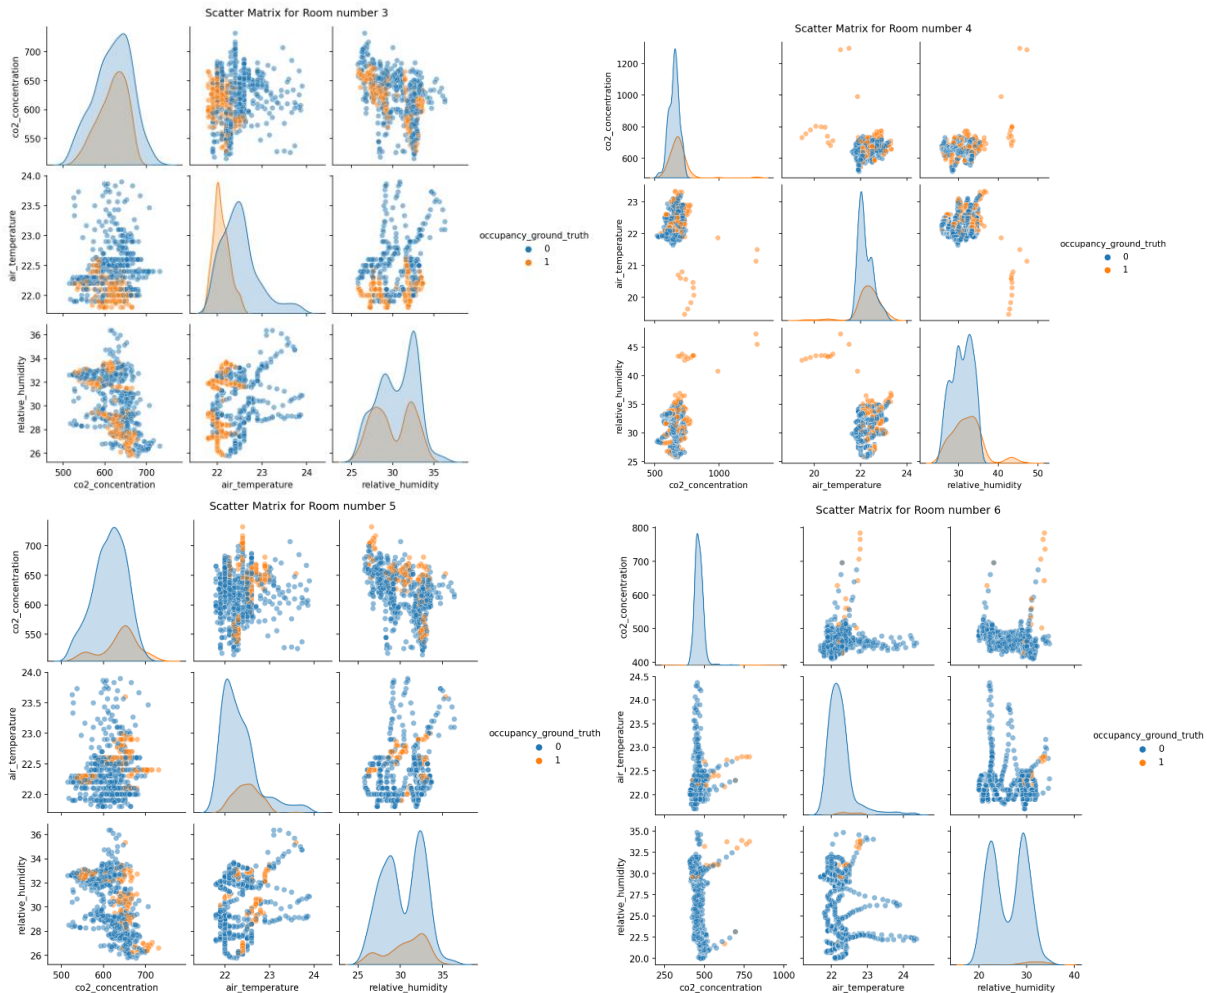 Scatter Matrix for Room number 3
co2_concentration
700
650
600
550
air_temperature
24.0
23.5
23.0
22.5
22.0
relative_humidity
36
34
32
30
28
26
500 600 700
co2_concentration
22 23 24
air_temperature
25 30 35
relative_humidity
occupancy_ground_truth
0
1
Scatter Matrix for Room number 4
co2_concentration
1200
1000
800
600
air_temperature
23
22
21
20
relative_humidity
45
40
35
30
25
500 1000
co2_concentration
20 22 24
air_temperature
30 40 50
relative_humidity
occupancy_ground_truth
0
1
Scatter Matrix for Room number 5
co2_concentration
700
650
600
550
air_temperature
24.0
23.5
23.0
22.5
22.0
relative_humidity
36
34
32
30
28
26
500 600 700
co2_concentration
22 23 24
air_temperature
25 30 35
relative_humidity
occupancy_ground_truth
0
1
Scatter Matrix for Room number 6
co2_concentration
800
700
600
500
400
air_temperature
24.5
24.0
23.5
23.0
22.5
22.0
relative_humidity
35.0
32.5
30.0
27.5
25.0
22.5
20.0
250 500 750 1000
co2_concentration
22 23 24
air_temperature
20 30 40
relative_humidity
occupancy_ground_truth
0
1